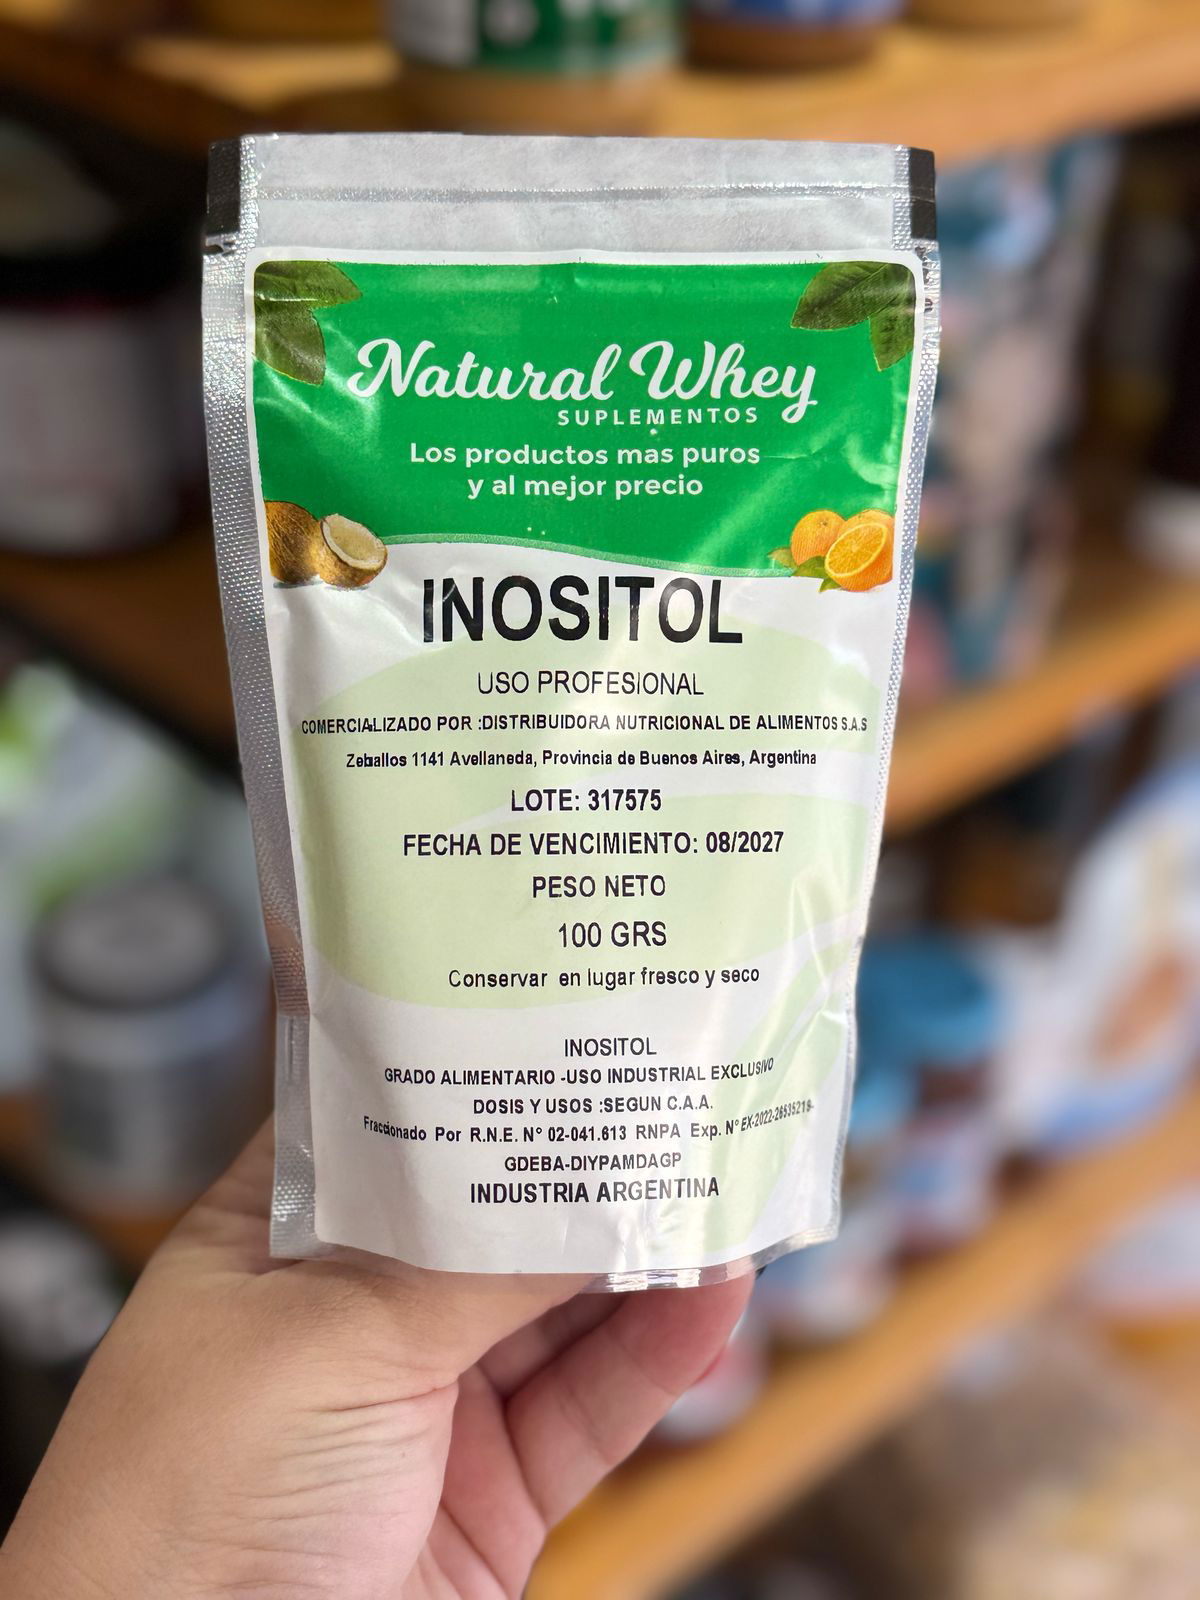 Natural Whey
SUPLEMENTOS
Los productos mas puros
y al mejor precio
INOSITOL
USO PROFESIONAL
COMERCIALIZADO POR :DISTRIBUIDORA NUTRICIONAL DE ALIMENTOS S.A.S
Zeballos 1141 Avellaneda, Provincia de Buenos Aires, Argentina
LOTE: 317575
FECHA DE VENCIMIENTO: 08/2027
PESO NETO
100 GRS
Conservar en lugar fresco y seco
INOSITOL
GRADO ALIMENTARIO -USO INDUSTRIAL EXCLUSIVO
DOSIS Y USOS :SEGUN C.A.A.
Fraccionado Por R.N.E. N° 02-041.613 RNPA Exp. N° EX-2022-26535219-
GDEBA-DIYPAMDAGP
INDUSTRIA ARGENTINA